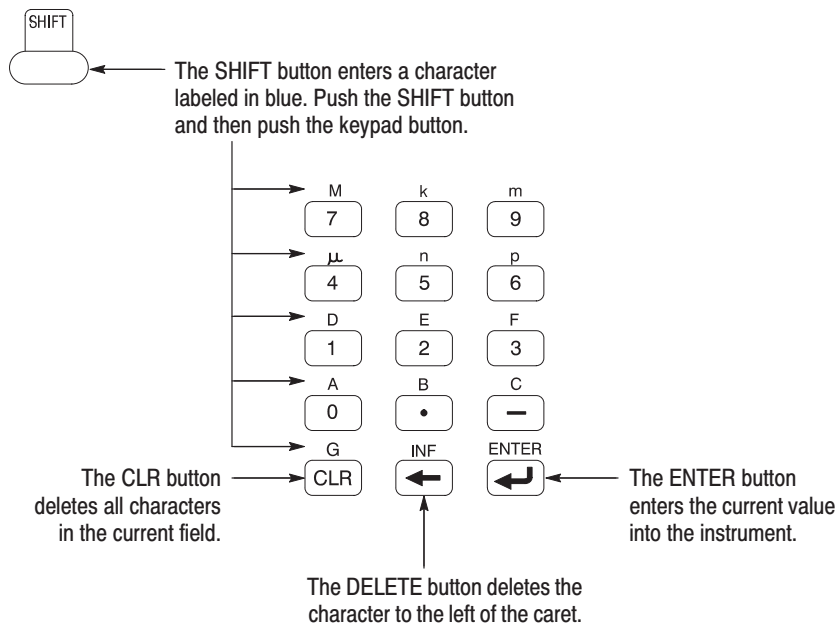 SHIFT
The SHIFT button enters a character
labeled in blue. Push the SHIFT button
and then push the keypad button.
M k m
7 8 9
μ n p
4 5 6
D E F
1 2 3
A B C
0 • —
G INF ENTER
CLR
The CLR button
deletes all characters
in the current field.
The ENTER button
enters the current value
into the instrument.
The DELETE button deletes the
character to the left of the caret.